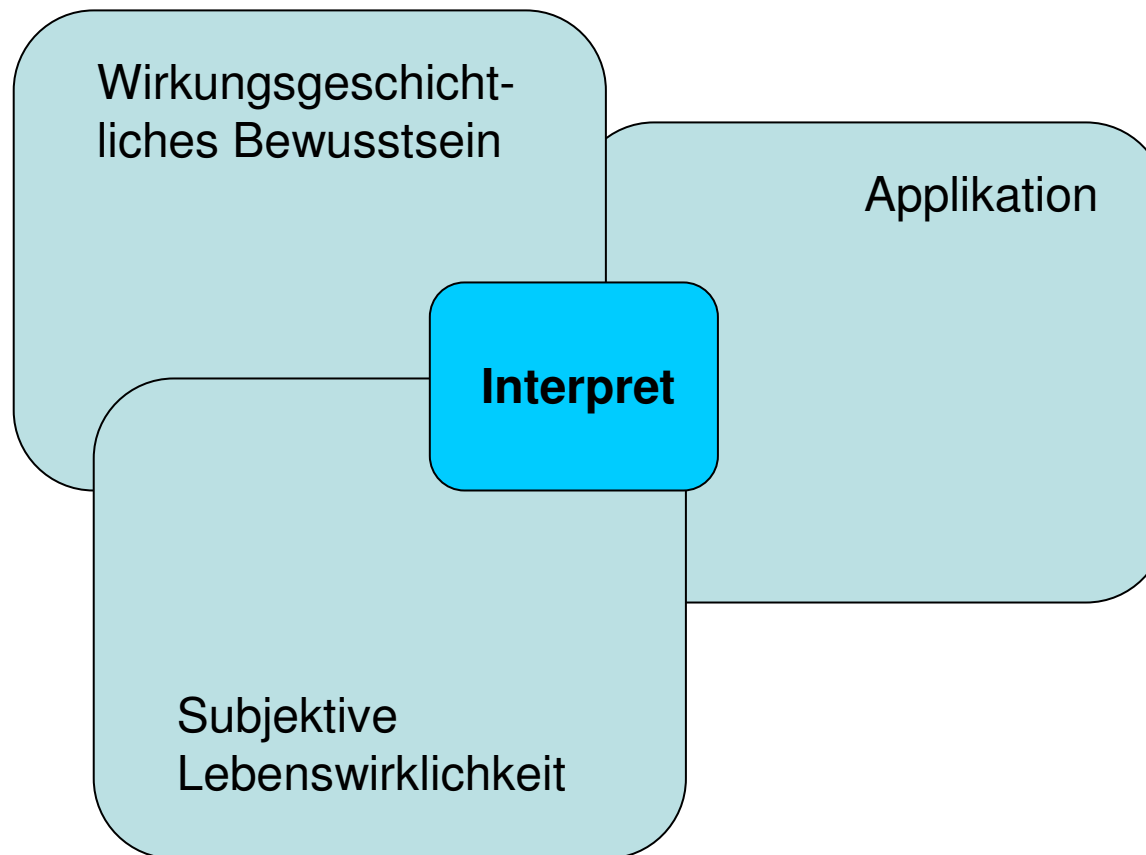 Wirkungsgeschicht-
liches Bewusstsein
Applikation
Interpret
Subjektive
Lebenswirklichkeit